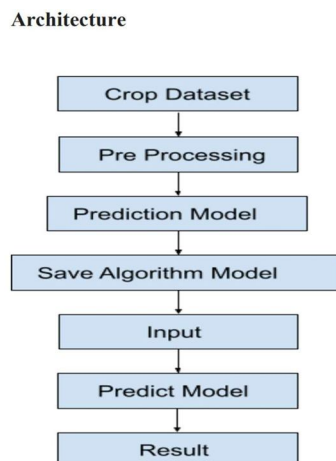 Architecture
Crop Dataset
Pre Processing
Prediction Model
Save Algorithm Model
Input
Predict Model
Result